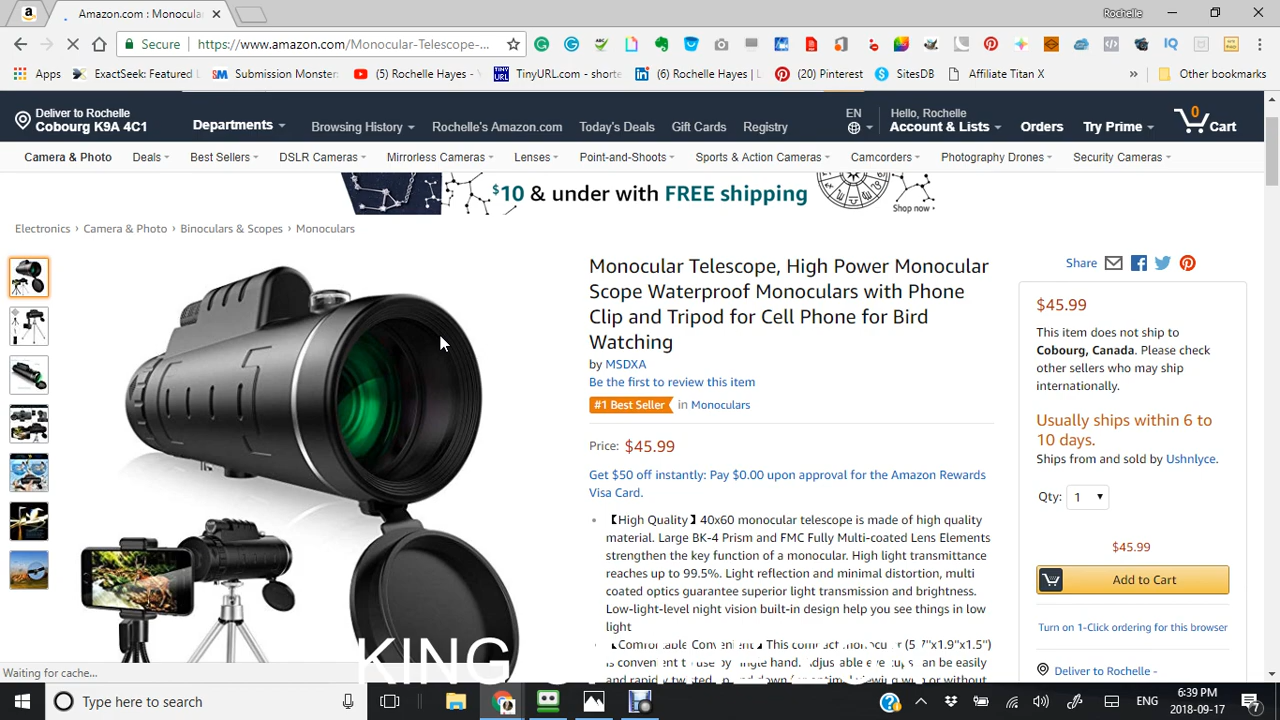 Amazon.com : Monocula
Rochelle
Secure
https://www.amazon.com/Monocular-Telescope-...
IQ
Apps
ExactSeek: Featured L
Submission Monster
(5) Rochelle Hayes - Y
TinyURL.com - shorte
(6) Rochelle Hayes | L
(20) Pinterest
SitesDB
Affiliate Titan X
»
Other bookmarks
Deliver to Rochelle
Cobourg K9A 4C1
Departments
Browsing History
Rochelle's Amazon.com
Today's Deals
Gift Cards
Registry
EN
Hello, Rochelle
Account & Lists
Orders
Try Prime
0
Cart
Camera & Photo
Deals
Best Sellers
DSLR Cameras
Mirrorless Cameras
Lenses
Point-and-Shoots
Sports & Action Cameras
Camcorders
Photography Drones
Security Cameras
$10 & under with FREE shipping
Shop now ›
Electronics › Camera & Photo › Binoculars & Scopes › Monoculars
Monocular Telescope, High Power Monocular
Scope Waterproof Monoculars with Phone
Clip and Tripod for Cell Phone for Bird
Watching
by MSDXA
Be the first to review this item
#1 Best Seller in Monoculars
Price: $45.99
Get $50 off instantly: Pay $0.00 upon approval for the Amazon Rewards
Visa Card.
• 【High Quality】40x60 monocular telescope is made of high quality
material. Large BK-4 Prism and FMC Fully Multi-coated Lens Elements
strengthen the key function of a monocular. High light transmittance
reaches up to 99.5%. Light reflection and minimal distortion, multi
coated optics guarantee superior light transmission and brightness.
Low-light-level night vision built-in design help you see things in low
light
Share
$45.99
This item does not ship to
Cobourg, Canada. Please check
other sellers who may ship
internationally.
Usually ships within 6 to
10 days.
Ships from and sold by Ushnlyce.
Qty: 1
$45.99
Add to Cart
Turn on 1-Click ordering for this browser
Deliver to Rochelle -
KING
Waiting for cache...
Type here to search
ENG
6:39 PM
2018-09-17
7